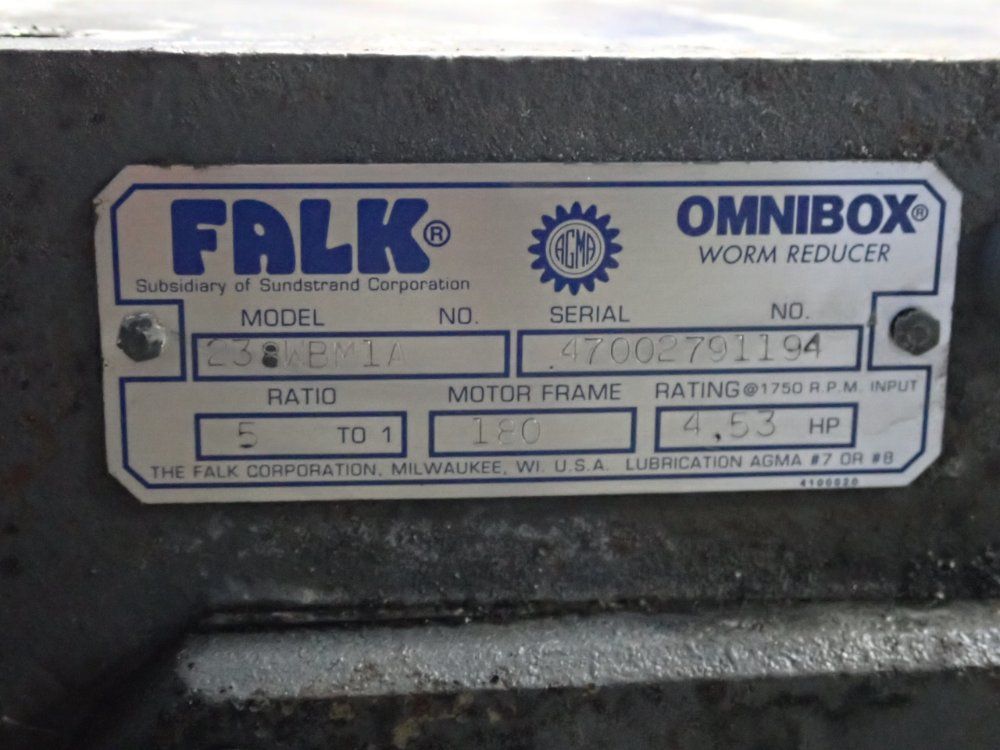 FALK®
Subsidiary of Sundstrand Corporation
AGMA
OMNIBOX®
WORM REDUCER
MODEL NO.
238WBM1A
SERIAL NO.
47002791194
RATIO
5 TO 1
MOTOR FRAME
180
RATING @1750 R.P.M. INPUT
4.53 HP
THE FALK CORPORATION, MILWAUKEE, WI. U.S.A. LUBRICATION AGMA #7 OR #8
4100020